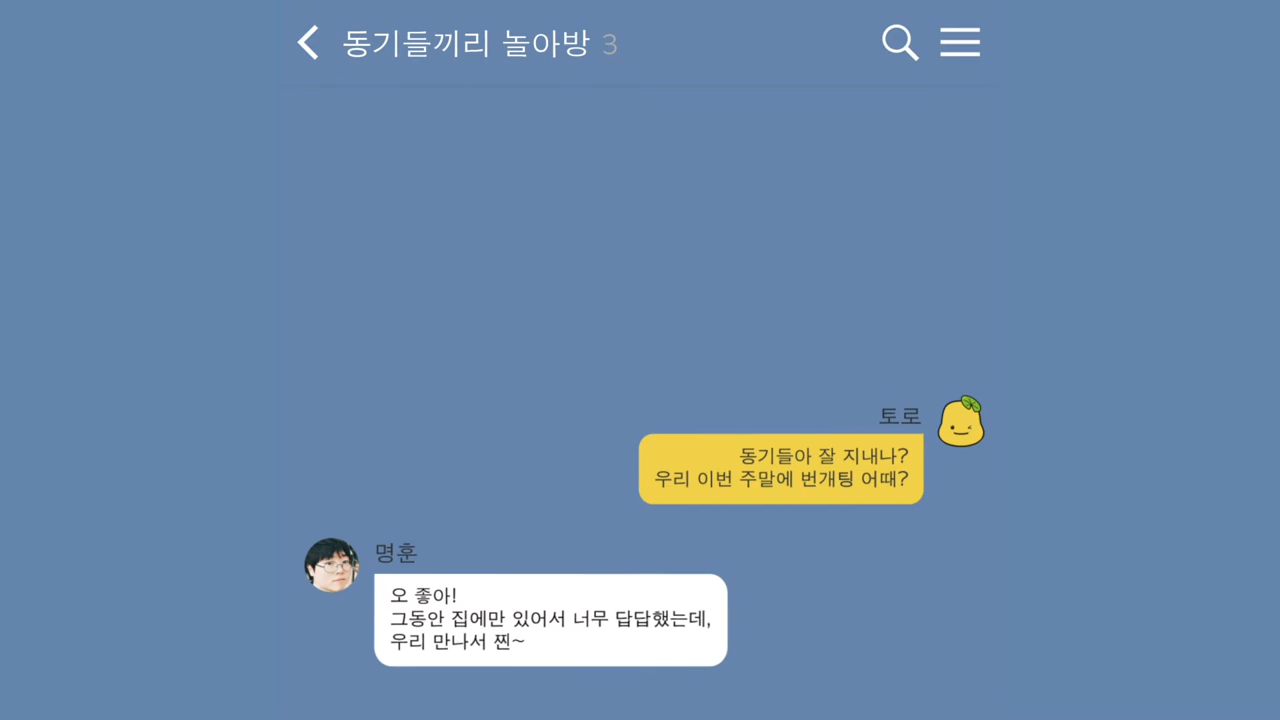 동기들끼리 놀아방 3
토로
동기들아 잘 지내나?
우리 이번 주말에 번개팅 어때?
명훈
오 좋아!
그동안 집에만 있어서 너무 답답했는데,
우리 만나서 찐~